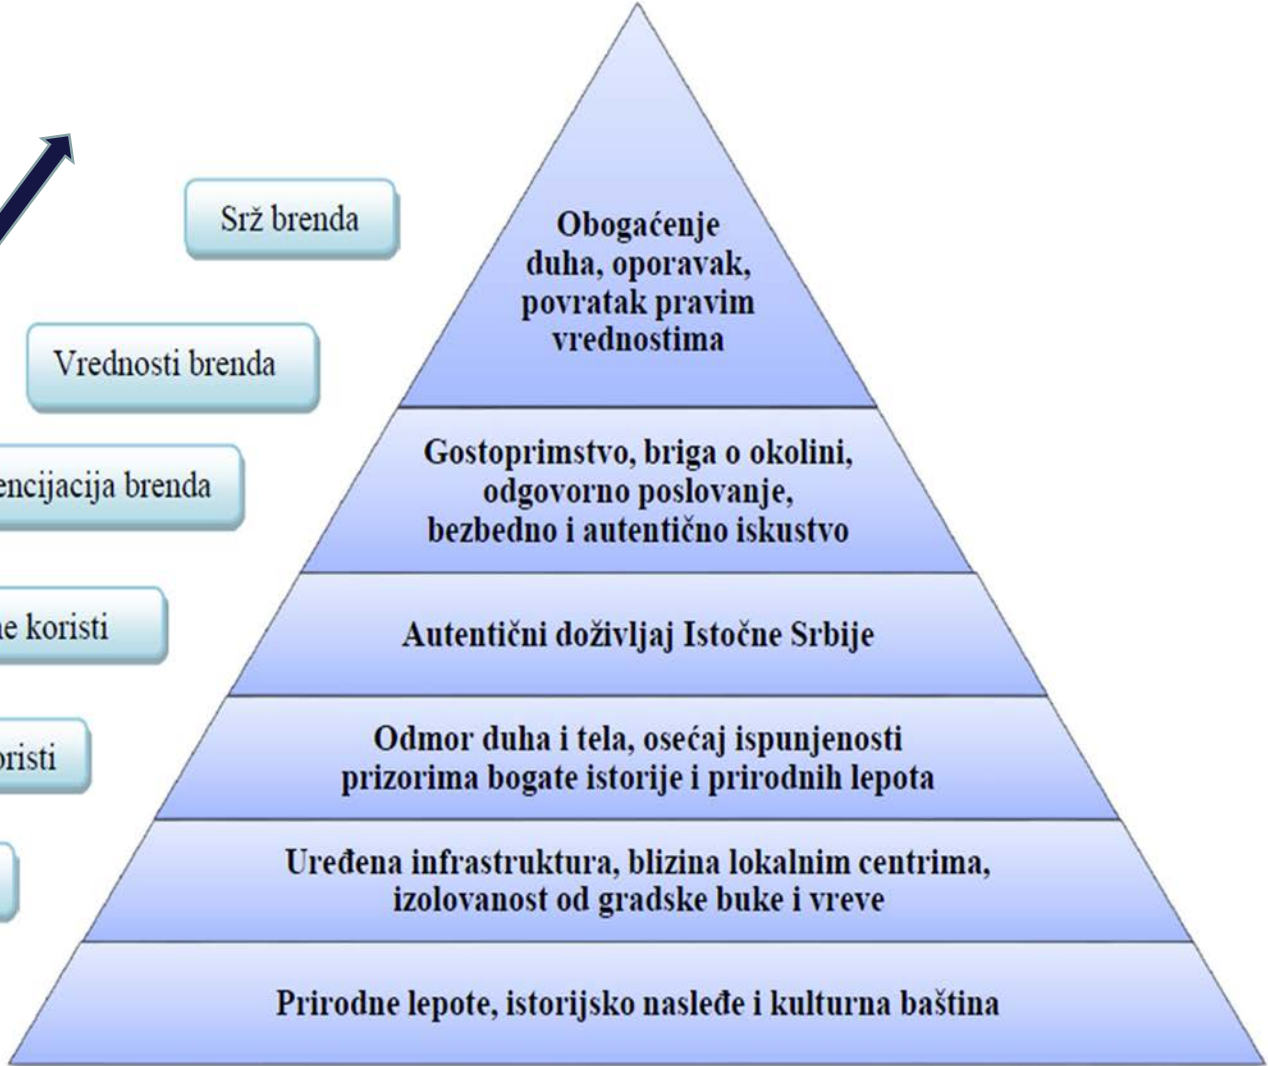 Srž brenda
Obogaćenje
duha, oporavak,
povratak pravim
vrednostima
Vrednosti brenda
Gostoprimstvo, briga o okolini,
odgovorno poslovanje,
bezbedno i autentično iskustvo
encijacija brenda
Autentični doživljaj Istočne Srbije
ne koristi
Odmor duha i tela, osećaj ispunjenosti
prizorima bogate istorije i prirodnih lepota
oristi
Uređena infrastruktura, blizina lokalnim centrima,
izolovanost od gradske buke i vreve
Prirodne lepote, istorijsko nasleđe i kulturna baština